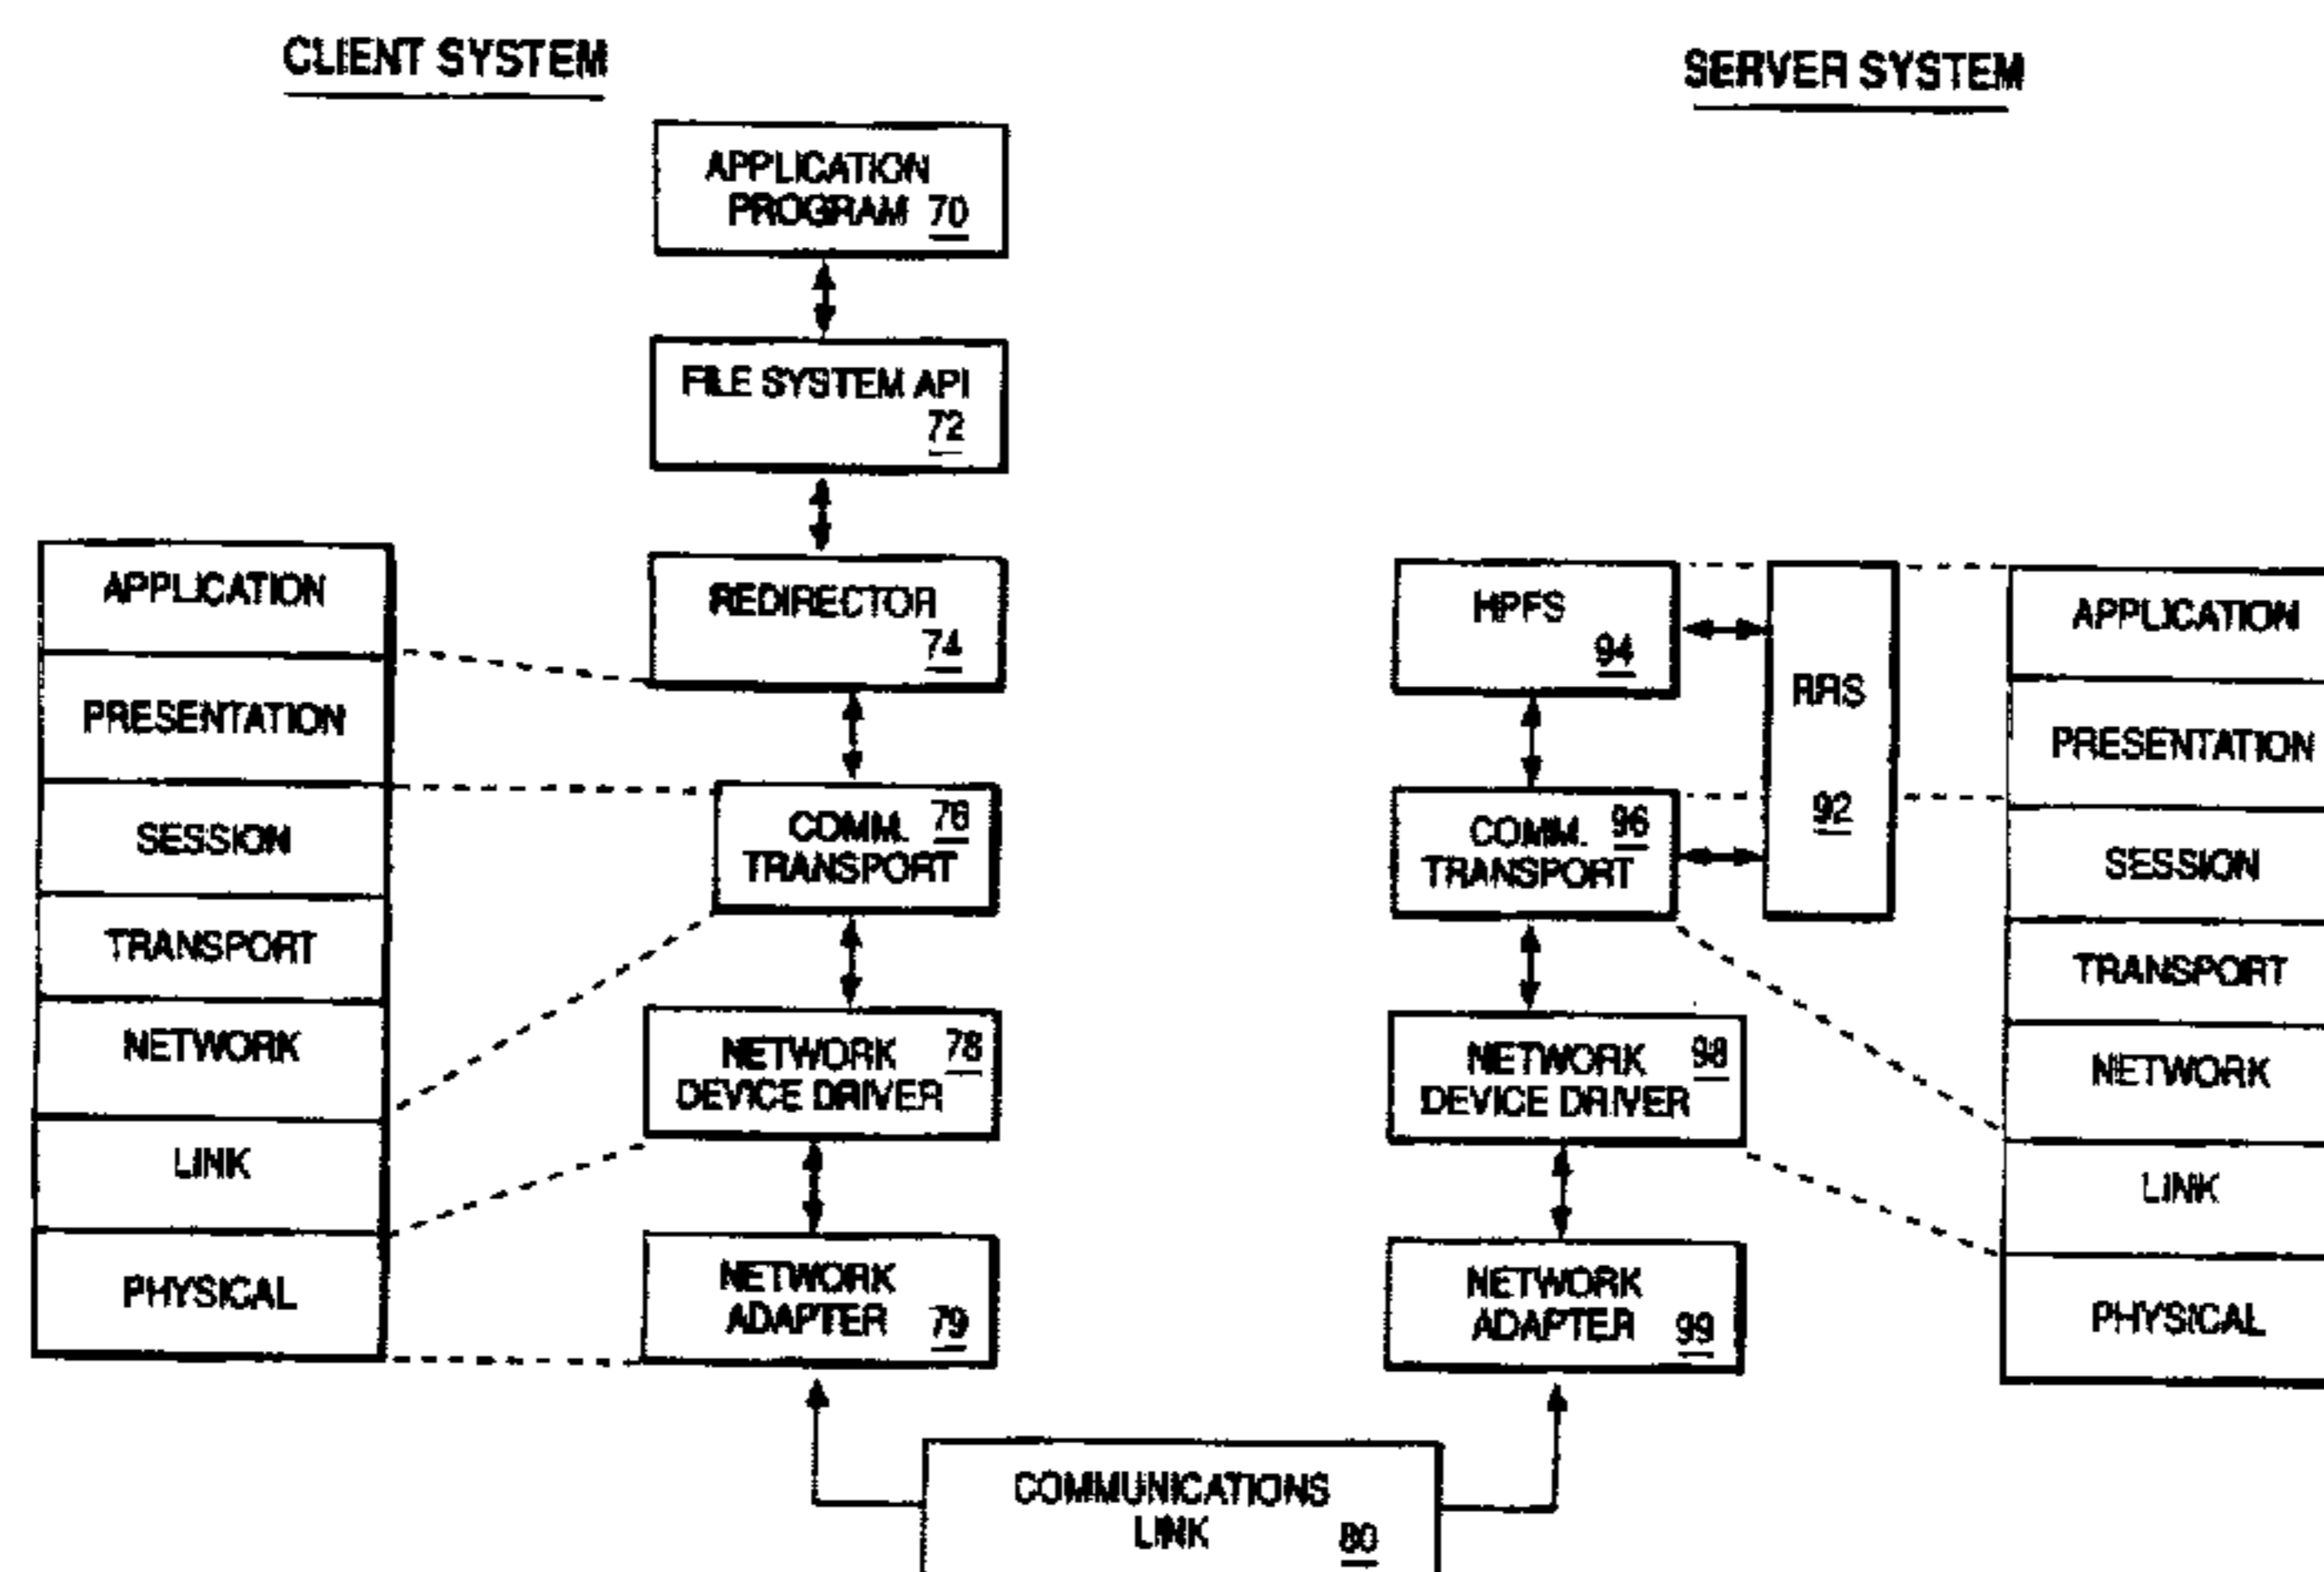 CLIENT SYSTEM
SERVER SYSTEM
APPLICATION
PROGRAM 70
FILE SYSTEM API
72
REDIRECTOR
74
COMM. 76
TRANSPORT
NETWORK 78
DEVICE DRIVER
NETWORK
ADAPTER 79
APPLICATION
PRESENTATION
SESSION
TRANSPORT
NETWORK
LINK
PHYSICAL
HPFS
94
RRS
92
COMM. 96
TRANSPORT
NETWORK 98
DEVICE DRIVER
NETWORK
ADAPTER 99
APPLICATION
PRESENTATION
SESSION
TRANSPORT
NETWORK
LINK
PHYSICAL
COMMUNICATIONS
LINK 80